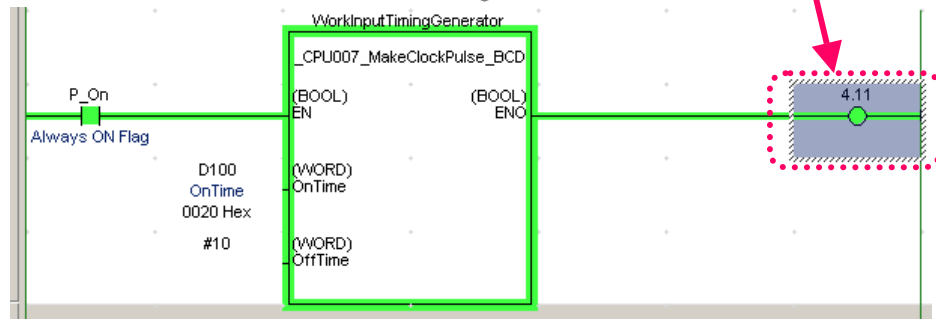 WorkInputTimingGenerator
_CPU007_MakeClockPulse_BCD
P_On
(BOOL)
EN
(BOOL)
ENO
4.11
Always ON Flag
D100
OnTime
0020 Hex
(WORD)
OnTime
#10
(WORD)
OffTime